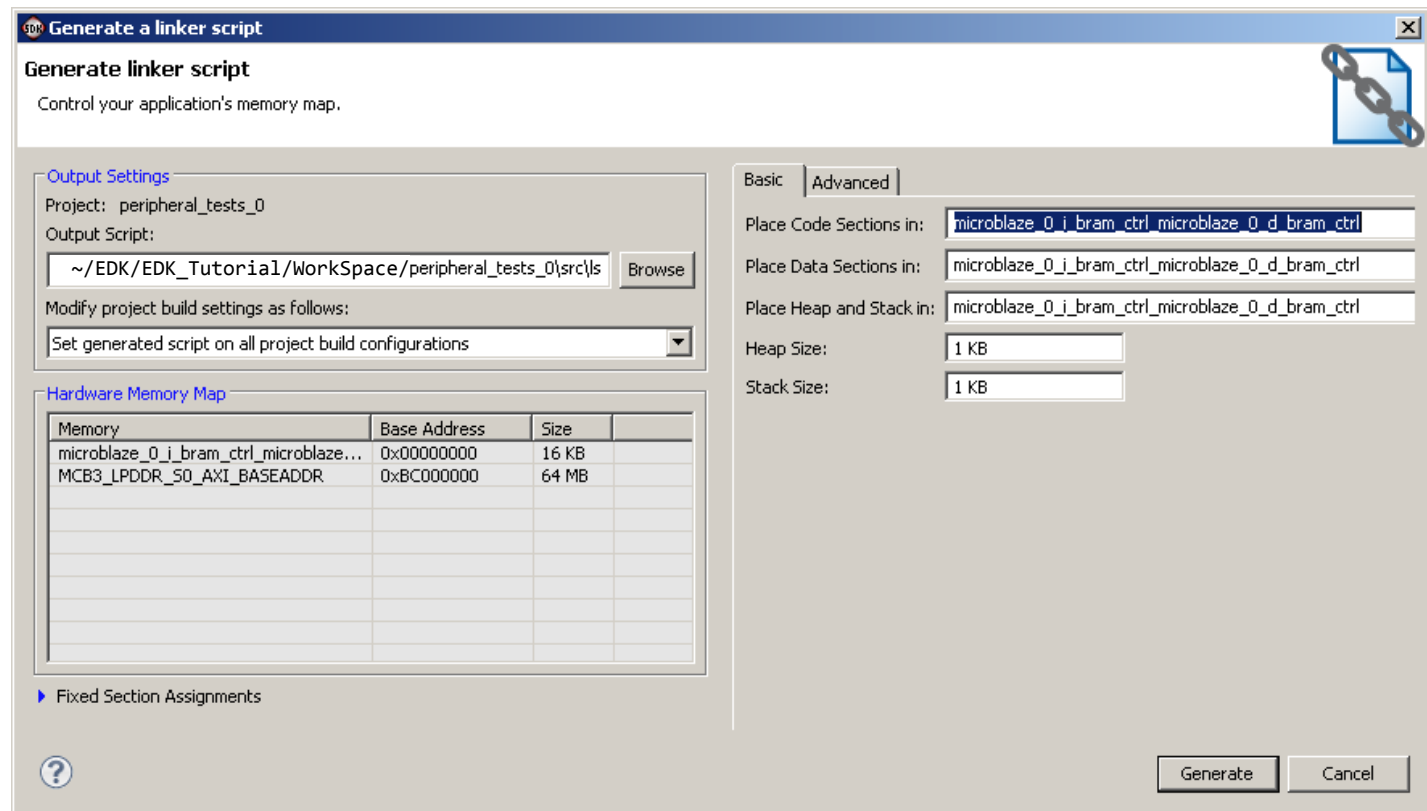 SDK Generate a linker script
Generate linker script
Control your application's memory map.
Output Settings
Project: peripheral_tests_0
Output Script:
~/EDK/EDK_Tutorial/WorkSpace/peripheral_tests_0\src\ls
Browse
Modify project build settings as follows:
Set generated script on all project build configurations
Hardware Memory Map
Memory Base Address Size
microblaze_0_i_bram_ctrl_microblaze... 0x00000000 16 KB
MCB3_LPDDR_S0_AXI_BASEADDR 0xBC000000 64 MB
Fixed Section Assignments
Basic Advanced
Place Code Sections in: microblaze_0_i_bram_ctrl_microblaze_0_d_bram_ctrl
Place Data Sections in: microblaze_0_i_bram_ctrl_microblaze_0_d_bram_ctrl
Place Heap and Stack in: microblaze_0_i_bram_ctrl_microblaze_0_d_bram_ctrl
Heap Size: 1 KB
Stack Size: 1 KB
?
Generate Cancel